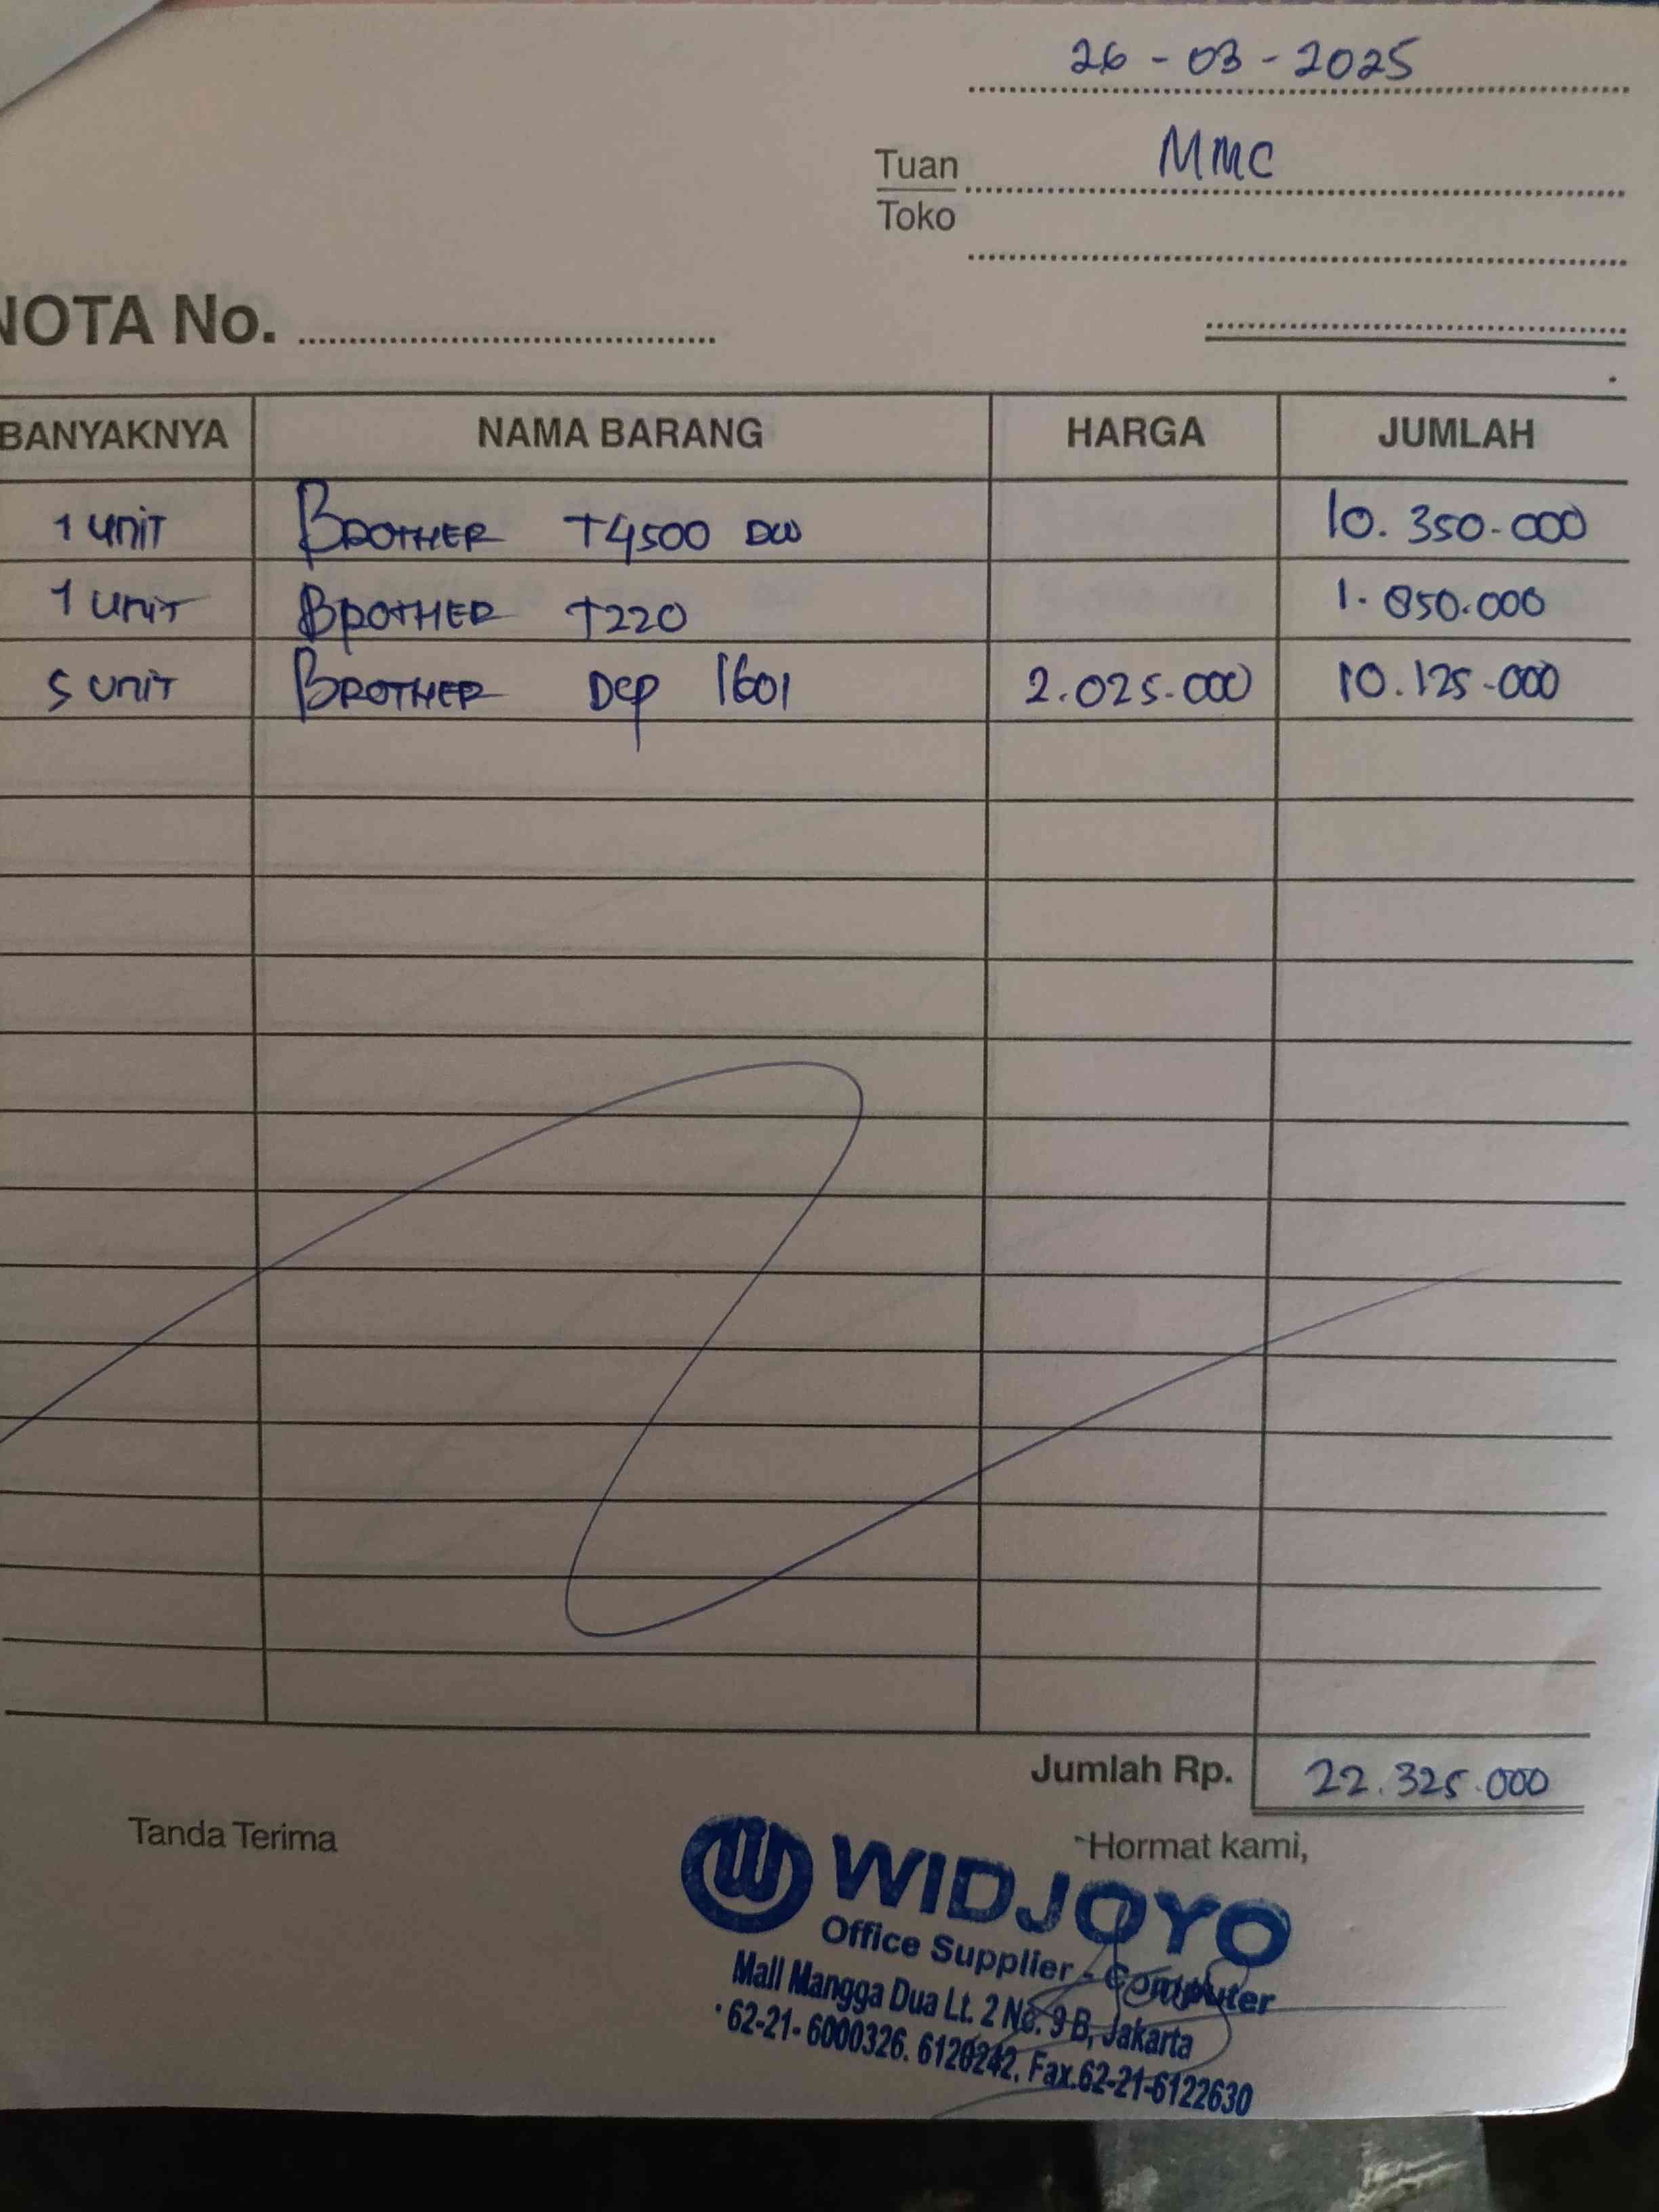 26 - 03 - 2025
Tuan MMC
Toko
NOTA No.
BANYAKNYA NAMA BARANG HARGA JUMLAH
1 unit BROTHER T4500 DW 10. 350.000
1 unit BROTHER T220 1. 850.000
5 unit BROTHER DCP 1601 2.025.000 10.125.000
Jumlah Rp. 22.325.000
Tanda Terima Hormat kami,
WIDJOYO
Office Supplier - Computer
Mall Mangga Dua Lt. 2 No. 9 B, Jakarta
62-21- 6000326. 6120242, Fax.62-21-6122630